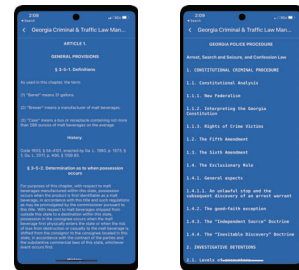 2:08
Search
Georgia Criminal & Traffic Law Man...
ARTICLE 1.
GENERAL PROVISIONS
§ 3-5-1. Definitions
As used in this chapter, the term:
(1) "Barrel" means 31 gallons.
(2) "Brewer" means a manufacturer of malt beverages.
(3) "Case" means a box or receptacle containing not more
than 288 ounces of malt beverages on the average.
History
§ 3-5-2. Determination as to when possession
occurs
For purposes of this chapter, with respect to malt
beverages manufactured within this state, possession
occurs when the product is first identifiable as a malt
beverage, in accordance with this title and such regulations
as may be promulgated by the commissioner pursuant to
this title. With respect to malt beverages shipped from
outside this state to a destination within this state,
possession in the consignee occurs when the malt
beverage first physically enters the state or when the risk
of loss from destruction or casualty to the malt beverage is
shifted from the consignor to the consignee located in this
state, in accordance with the contract of the parties and
the substantive commercial laws of this state, whichever
event occurs first.
2:09
Search
Georgia Criminal & Traffic Law Man...
GEORGIA POLICE PROCEDURE
Arrest, Search and Seizure, and Confession Law
1. CONSTITUTIONAL CRIMINAL PROCEDURE
1.1. Constitutional Analysis
1.1.1. New Federalism
1.1.2. Interpreting the Georgia
Constitution
1.1.3. Rights of Crime Victims
1.2. The Fifth Amendment
1.3. The Sixth Amendment
1.4. The Exclusionary Rule
1.4.1. General aspects
1.4.1.1. An unlawful stop and the
subsequent discovery of an arrest warrant
1.4.2. The good-faith exception
1.4.3. The "Independent Source" Doctrine
1.4.4. The "Inevitable Discovery" Doctrine
2. INVESTIGATIVE DETENTIONS
2.1. Levels of